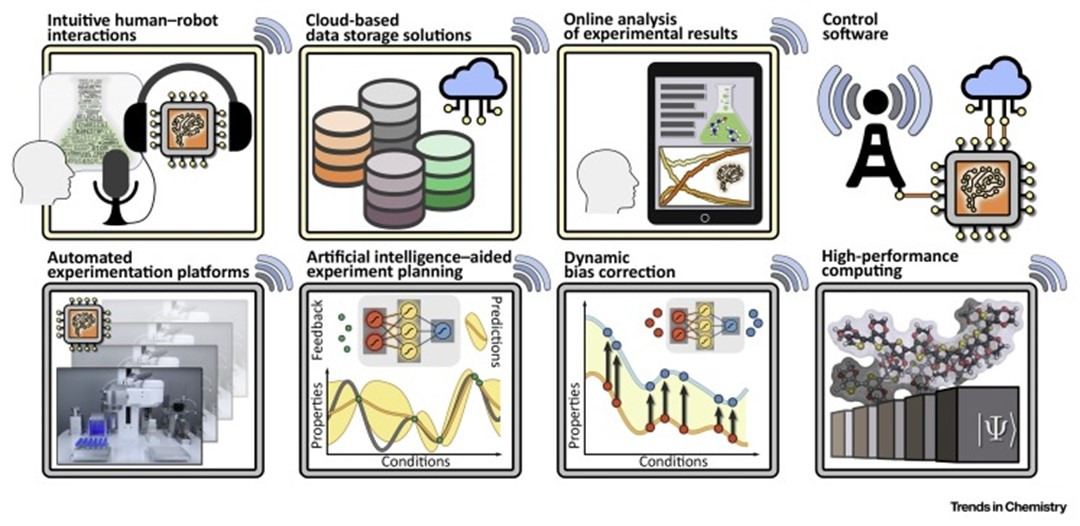 Intuitive human–robot
interactions
Cloud-based
data storage solutions
Online analysis
of experimental results
Control
software
Automated
experimentation platforms
Artificial intelligence–aided
experiment planning
Feedback
Predictions
Properties
Conditions
Dynamic
bias correction
Properties
Conditions
High-performance
computing
|Ψ⟩
Trends in Chemistry